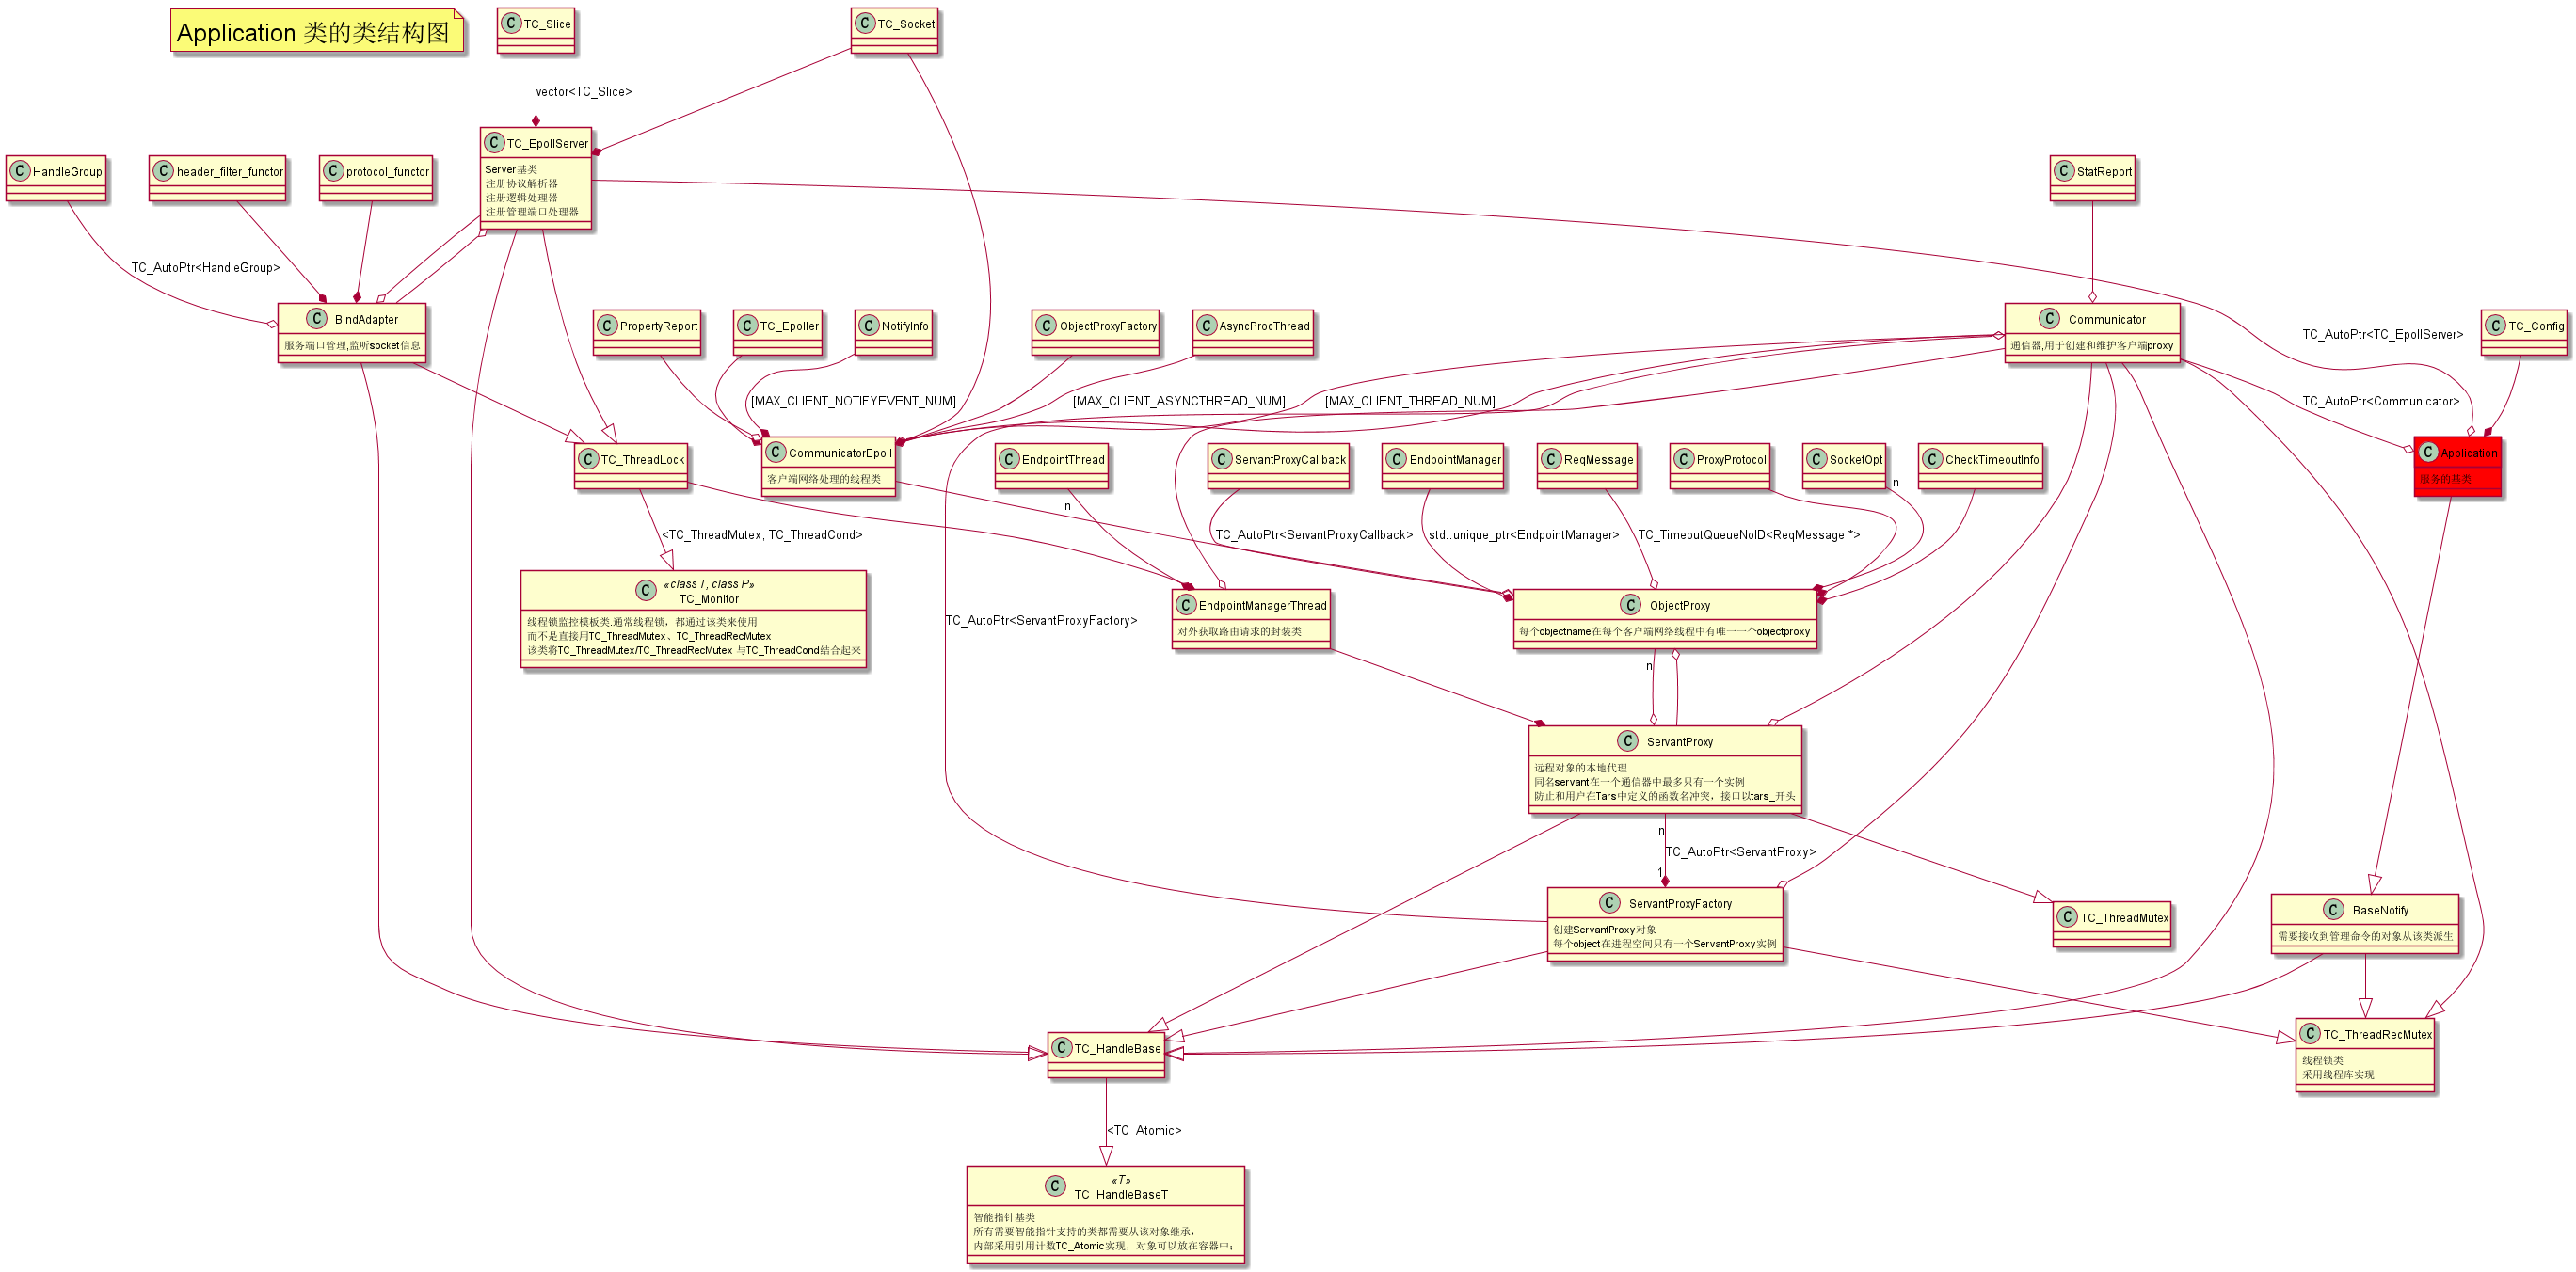 Application 类的类结构图
C TC_Slice
C TC_Socket
vector<TC_Slice>
C TC_EpollServer
Server基类
注册协议解析器
注册逻辑处理器
注册管理端口处理器
C HandleGroup
C header_filter_functor
C protocol_functor
C StatReport
TC_AutoPtr<HandleGroup>
C BindAdapter
服务端口管理,监听socket信息
C PropertyReport
C TC_Epoller
C NotifyInfo
C ObjectProxyFactory
C AsyncProcThread
C Communicator
通信器,用于创建和维护客户端proxy
TC_AutoPtr<TC_EpollServer>
C TC_Config
[MAX_CLIENT_NOTIFYEVENT_NUM]
[MAX_CLIENT_ASYNCTHREAD_NUM]
[MAX_CLIENT_THREAD_NUM]
TC_AutoPtr<Communicator>
C TC_ThreadLock
C CommunicatorEpoll
客户端网络处理的线程类
C EndpointThread
C ServantProxyCallback
C EndpointManager
C ReqMessage
C ProxyProtocol
C SocketOpt
C CheckTimeoutInfo
C Application
服务的基类
n
n
<TC_ThreadMutex, TC_ThreadCond>
TC_AutoPtr<ServantProxyCallback>
std::unique_ptr<EndpointManager>
TC_TimeoutQueueNoID<ReqMessage *>
C «class T, class P»
TC_Monitor
线程锁监控模板类.通常线程锁，都通过该类来使用
而不是直接用TC_ThreadMutex、TC_ThreadRecMutex
该类将TC_ThreadMutex/TC_ThreadRecMutex 与TC_ThreadCond结合起来
TC_AutoPtr<ServantProxyFactory>
C EndpointManagerThread
对外获取路由请求的封装类
C ObjectProxy
每个objectname在每个客户端网络线程中有唯一一个objectproxy
n
C ServantProxy
远程对象的本地代理
同名servant在一个通信器中最多只有一个实例
防止和用户在Tars中定义的函数名冲突，接口以tars_开头
n
TC_AutoPtr<ServantProxy>
1
C ServantProxyFactory
创建ServantProxy对象
每个object在进程空间只有一个ServantProxy实例
C TC_ThreadMutex
C BaseNotify
需要接收到管理命令的对象从该类派生
C TC_HandleBase
C TC_ThreadRecMutex
线程锁类
采用线程库实现
<TC_Atomic>
C «T»
TC_HandleBaseT
智能指针基类
所有需要智能指针支持的类都需要从该对象继承，
内部采用引用计数TC_Atomic实现，对象可以放在容器中;